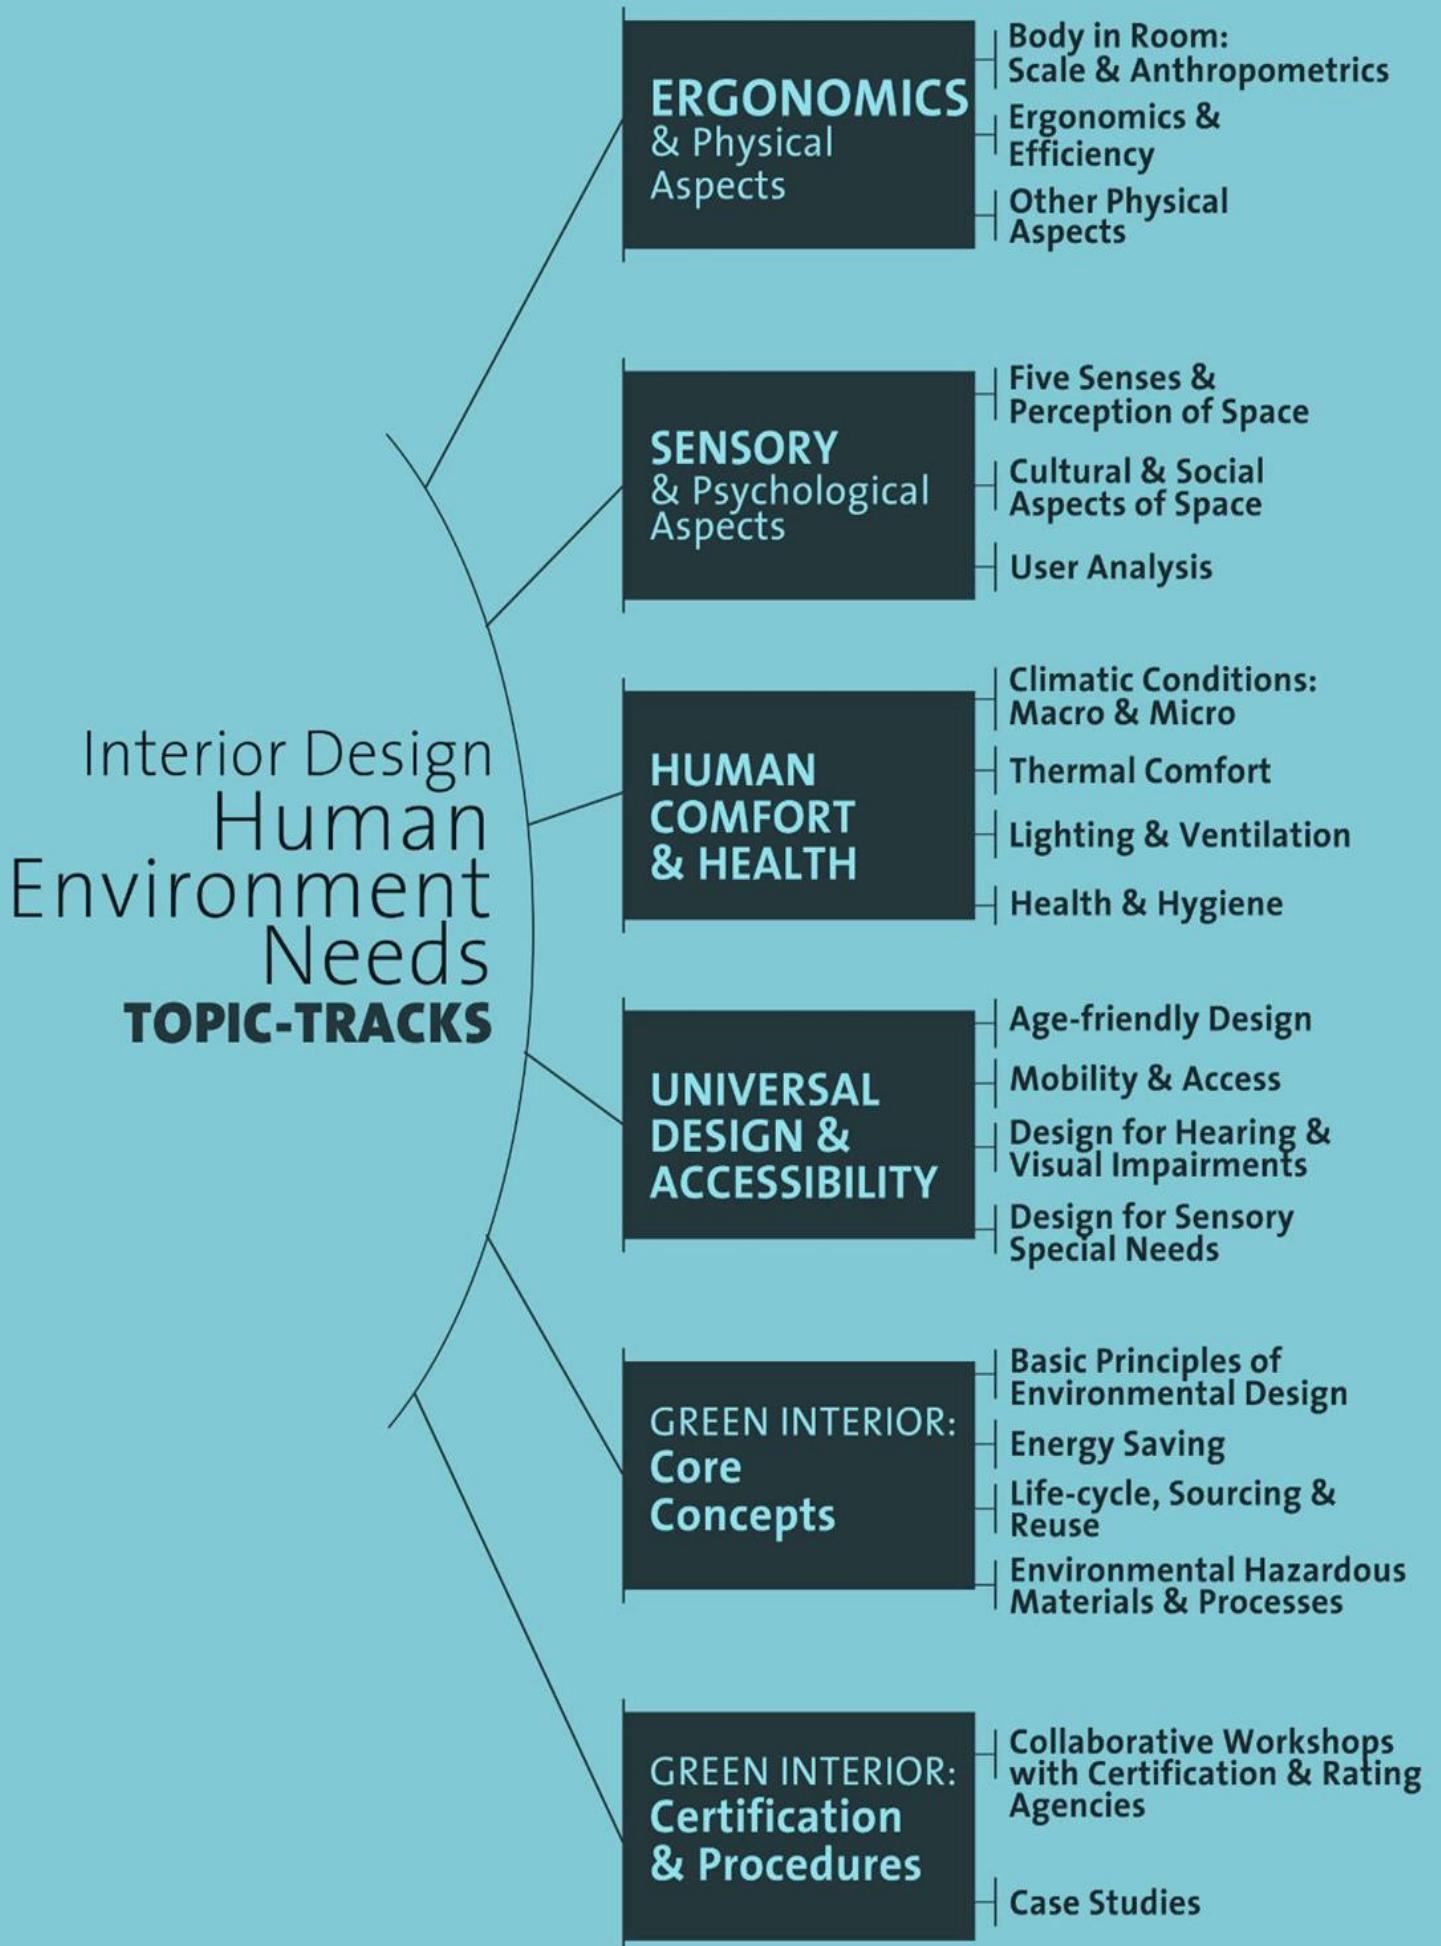 Interior Design
Human
Environment
Needs
TOPIC-TRACKS
ERGONOMICS
& Physical
Aspects
Body in Room:
Scale & Anthropometrics
Ergonomics &
Efficiency
Other Physical
Aspects
SENSORY
& Psychological
Aspects
Five Senses &
Perception of Space
Cultural & Social
Aspects of Space
User Analysis
HUMAN
COMFORT
& HEALTH
Climatic Conditions:
Macro & Micro
Thermal Comfort
Lighting & Ventilation
Health & Hygiene
UNIVERSAL
DESIGN &
ACCESSIBILITY
Age-friendly Design
Mobility & Access
Design for Hearing &
Visual Impairments
Design for Sensory
Special Needs
GREEN INTERIOR:
Core
Concepts
Basic Principles of
Environmental Design
Energy Saving
Life-cycle, Sourcing &
Reuse
Environmental Hazardous
Materials & Processes
GREEN INTERIOR:
Certification
& Procedures
Collaborative Workshops
with Certification & Rating
Agencies
Case Studies